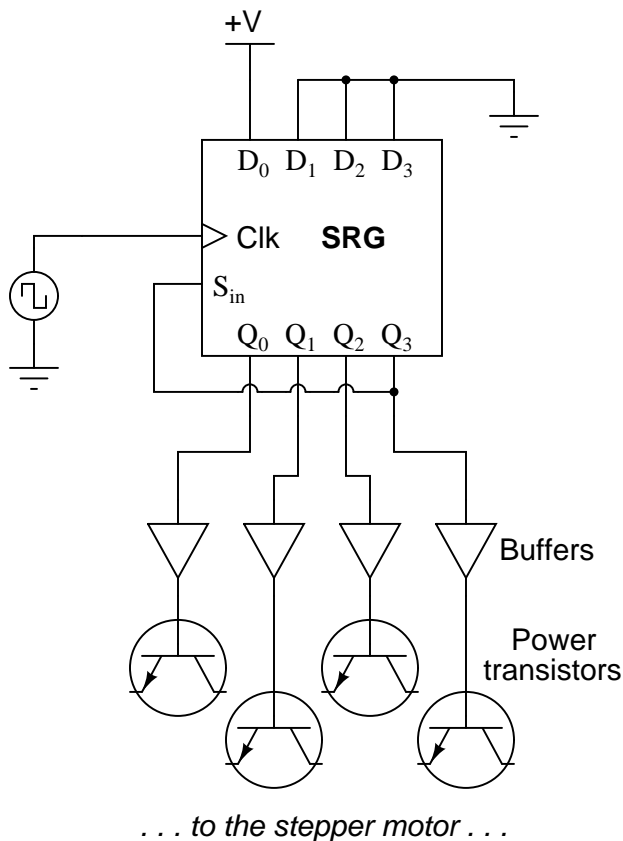 +V
D₀ D₁ D₂ D₃
Clk SRG
Sᵢₙ
Q₀ Q₁ Q₂ Q₃
Buffers
Power
transistors
. . . to the stepper motor . . .